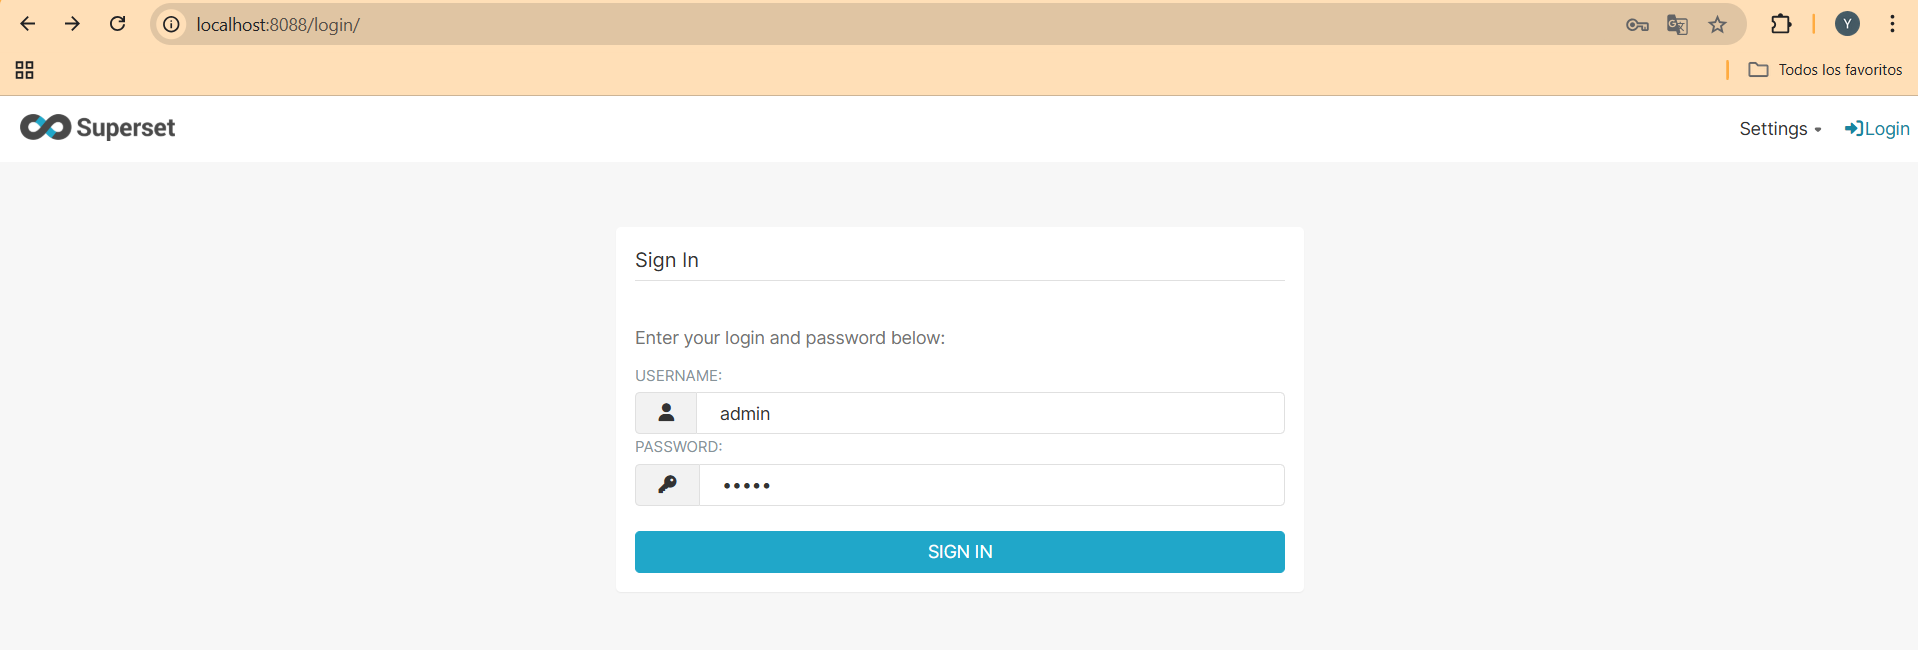 localhost:8088/login/
Y
Todos los favoritos
Superset
Settings
Login
Sign In
Enter your login and password below:
USERNAME:
admin
PASSWORD:
•••••
SIGN IN